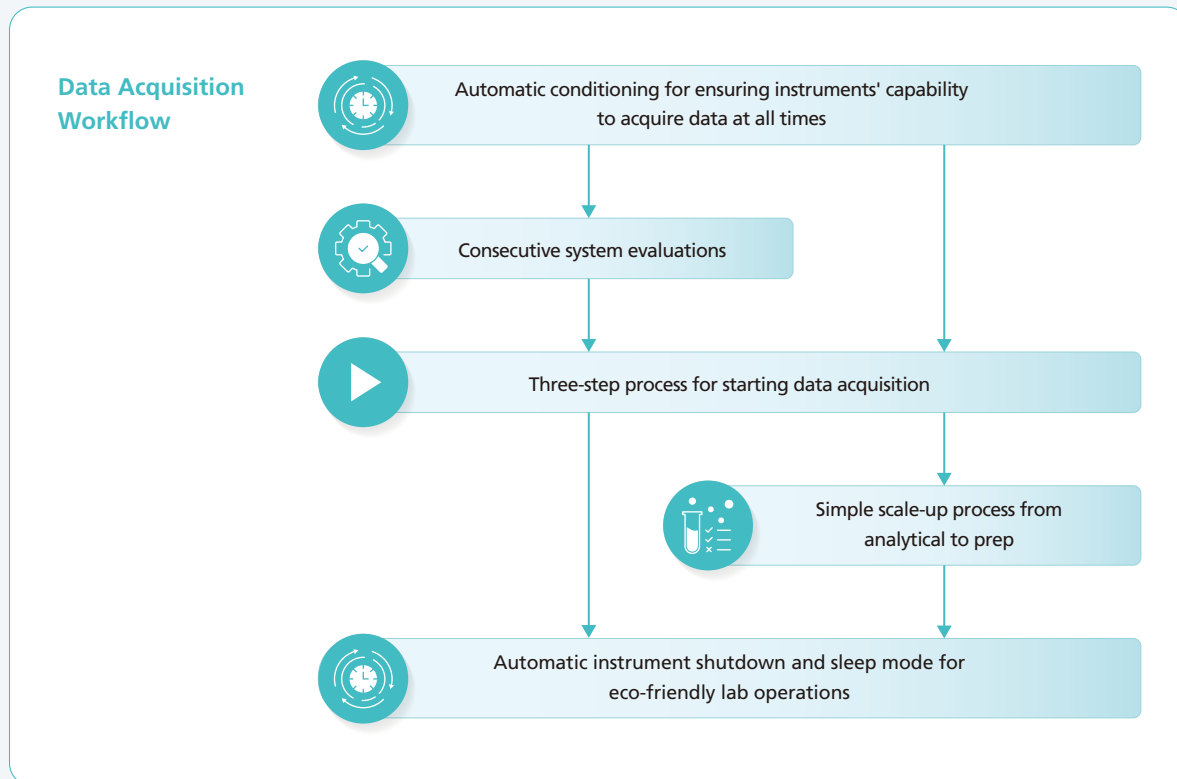 Data Acquisition
Workflow
Automatic conditioning for ensuring instruments' capability
to acquire data at all times
Consecutive system evaluations
Three-step process for starting data acquisition
Simple scale-up process from
analytical to prep
Automatic instrument shutdown and sleep mode for
eco-friendly lab operations